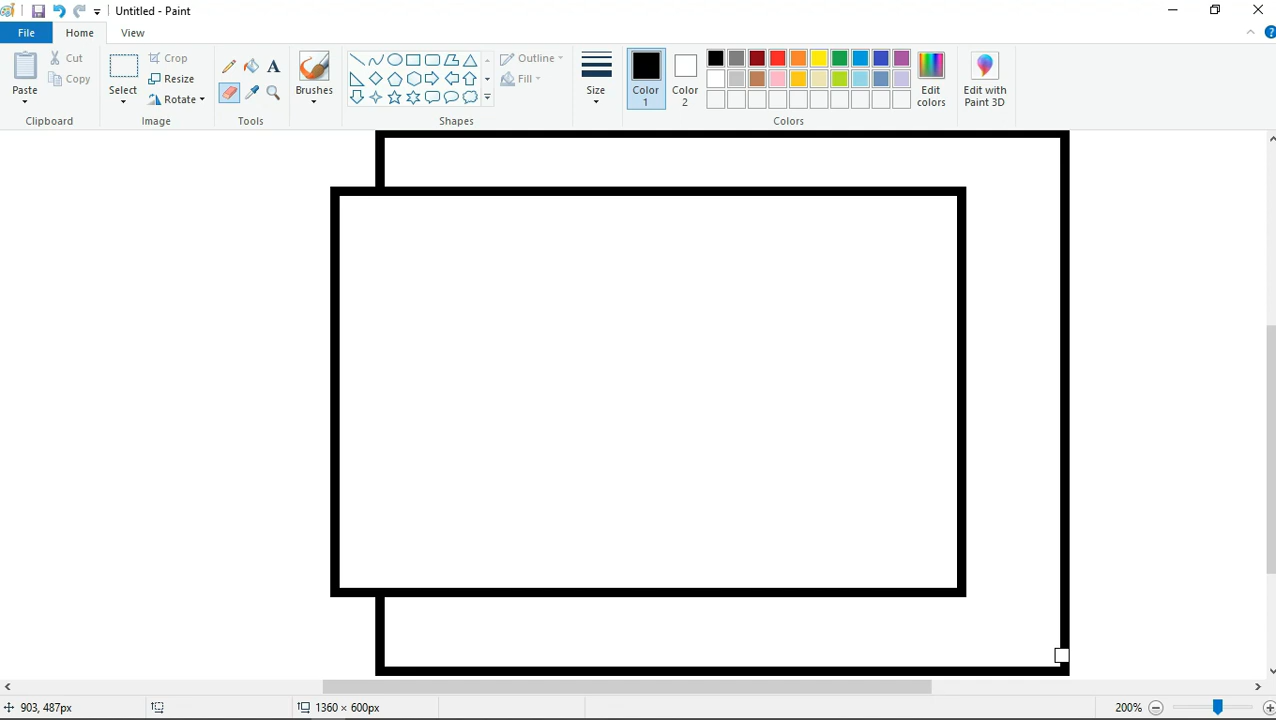 Untitled - Paint
File Home View
Paste
Cut
Copy
Clipboard
Select
Crop
Resize
Rotate
Image
A
Tools
Brushes
Outline
Fill
Shapes
Size
Color 1
Color 2
Edit colors
Colors
Edit with Paint 3D
903, 487px
1360 × 600px
200%